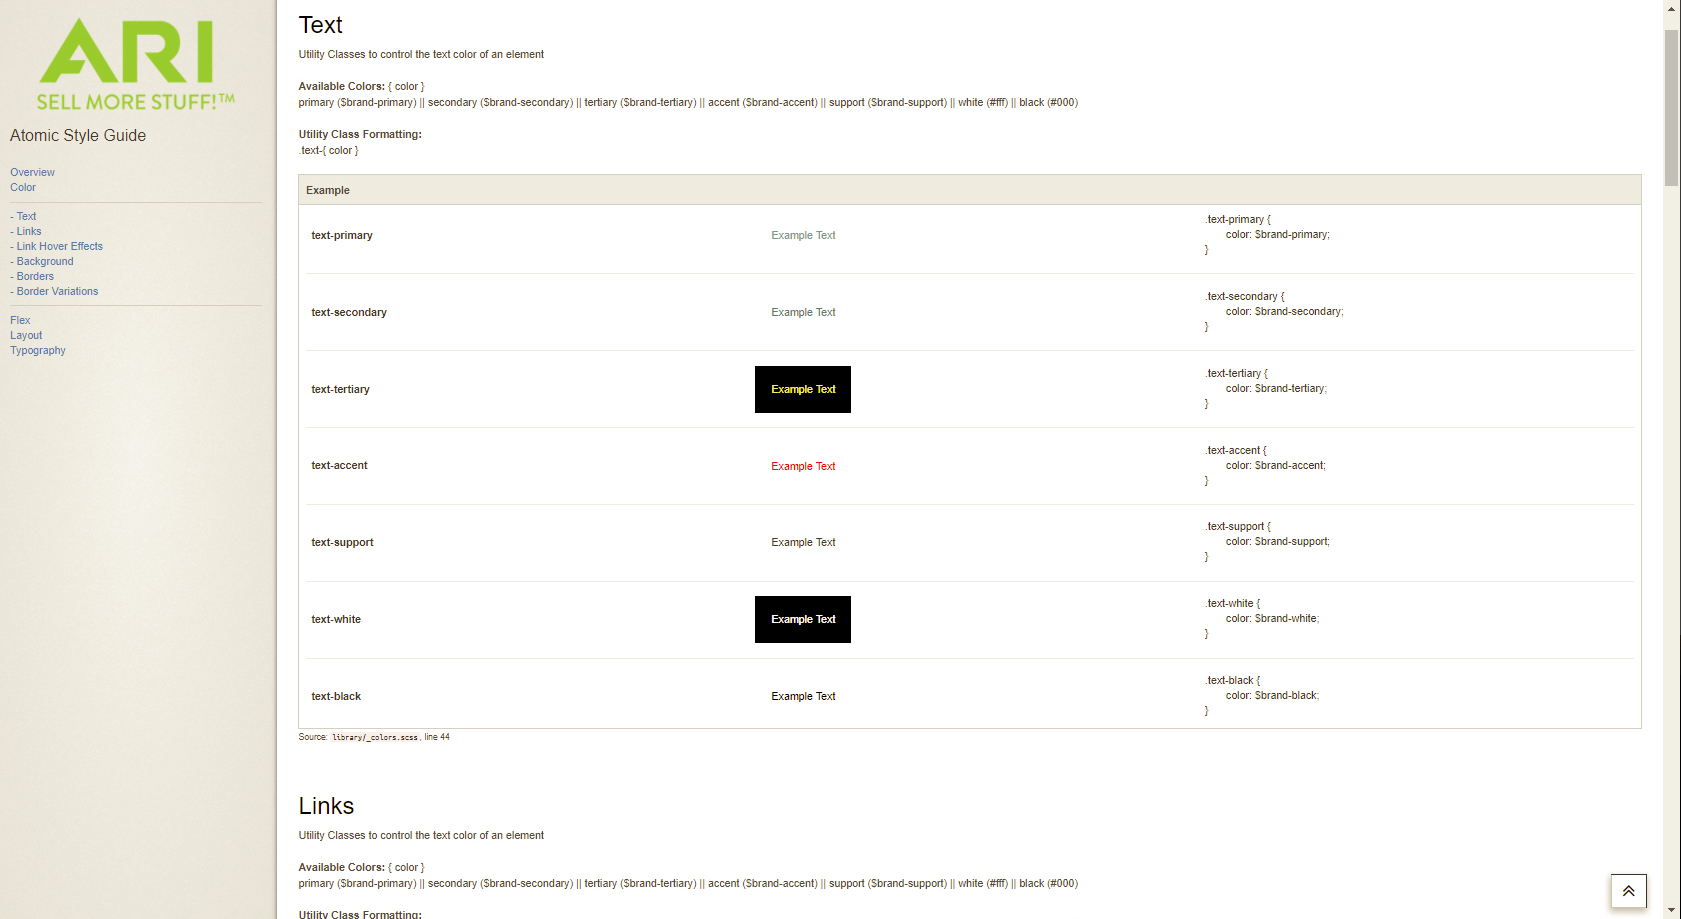 ARI
SELL MORE STUFF!™
Atomic Style Guide
Overview
Color
- Text
- Links
- Link Hover Effects
- Background
- Borders
- Border Variations
Flex
Layout
Typography
Text
Utility Classes to control the text color of an element
Available Colors: { color }
primary ($brand-primary) || secondary ($brand-secondary) || tertiary ($brand-tertiary) || accent ($brand-accent) || support ($brand-support) || white (#fff) || black (#000)
Utility Class Formatting:
.text-{ color }
Example
text-primary
Example Text
.text-primary {
color: $brand-primary;
}
text-secondary
Example Text
.text-secondary {
color: $brand-secondary;
}
text-tertiary
Example Text
.text-tertiary {
color: $brand-tertiary;
}
text-accent
Example Text
.text-accent {
color: $brand-accent;
}
text-support
Example Text
.text-support {
color: $brand-support;
}
text-white
Example Text
.text-white {
color: $brand-white;
}
text-black
Example Text
.text-black {
color: $brand-black;
}
Source: library/_colors.scss, line 44
Links
Utility Classes to control the text color of an element
Available Colors: { color }
primary ($brand-primary) || secondary ($brand-secondary) || tertiary ($brand-tertiary) || accent ($brand-accent) || support ($brand-support) || white (#fff) || black (#000)
Utility Class Formatting: